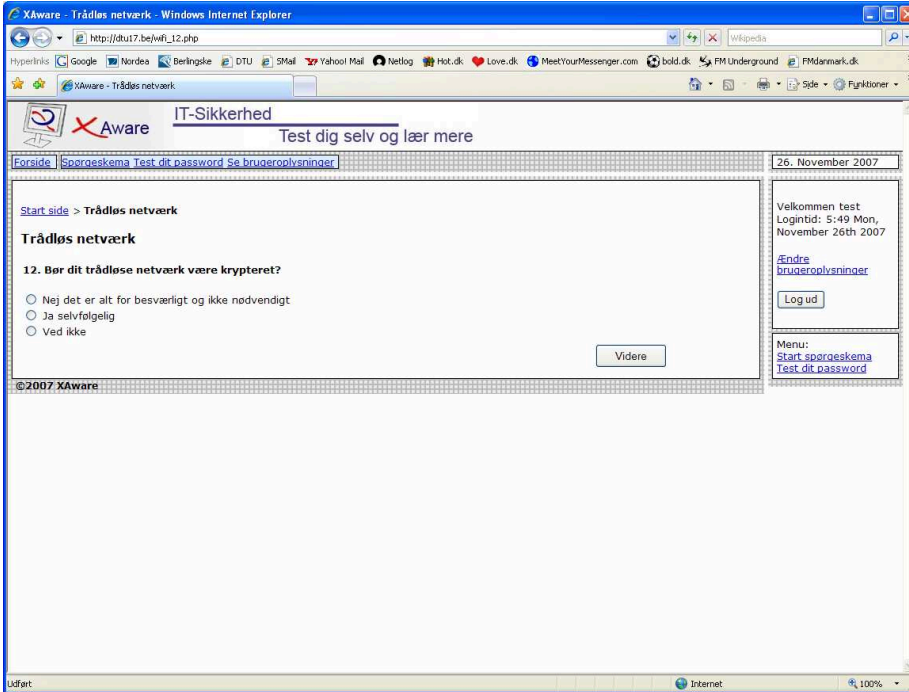 XAware - Trådløs netværk - Windows Internet Explorer
http://dtu17.be/wifi_12.php
Wikipedia
Hyperlinks Google Nordea Berlingske DTU SMail Yahoo! Mail Netlog Hot.dk Love.dk MeetYourMessenger.com bold.dk FM Underground FMdanmark.dk
XAware - Trådløs netværk
Side Funktioner
XAware
IT-Sikkerhed
Test dig selv og lær mere
Forside Spørgeskema Test dit password Se brugeroplysninger
26. November 2007
Start side > Trådløs netværk
Trådløs netværk
12. Bør dit trådløse netværk være krypteret?
Nej det er alt for besværligt og ikke nødvendigt
Ja selvfølgelig
Ved ikke
Videre
©2007 XAware
Velkommen test
Logintid: 5:49 Mon,
November 26th 2007
Ændre
brugeroplysninger
Log ud
Menu:
Start spørgeskema
Test dit password
Udført
Internet
100%